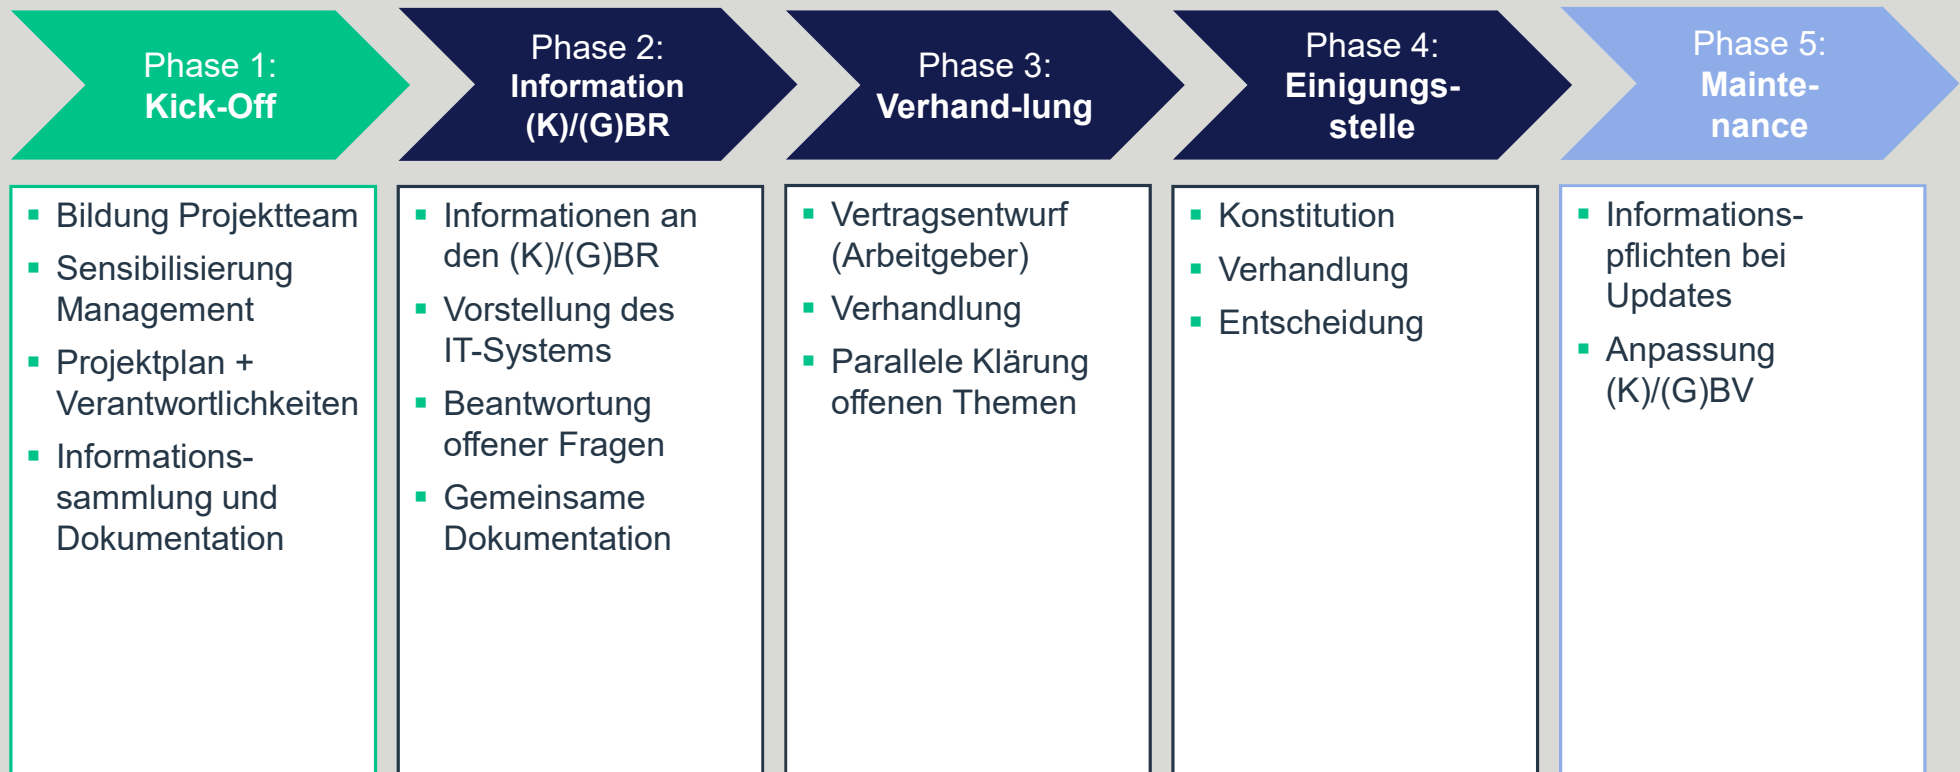 Phase 1:
Kick-Off
Phase 2:
Information
(K)/(G)BR
Phase 3:
Verhand-lung
Phase 4:
Einigungs-
stelle
Phase 5:
Mainte-
nance
Bildung Projektteam
Sensibilisierung
Management
Projektplan +
Verantwortlichkeiten
Informations-
sammlung und
Dokumentation
Informationen an
den (K)/(G)BR
Vorstellung des
IT-Systems
Beantwortung
offener Fragen
Gemeinsame
Dokumentation
Vertragsentwurf
(Arbeitgeber)
Verhandlung
Parallele Klärung
offenen Themen
Konstitution
Verhandlung
Entscheidung
Informations-
pflichten bei
Updates
Anpassung
(K)/(G)BV